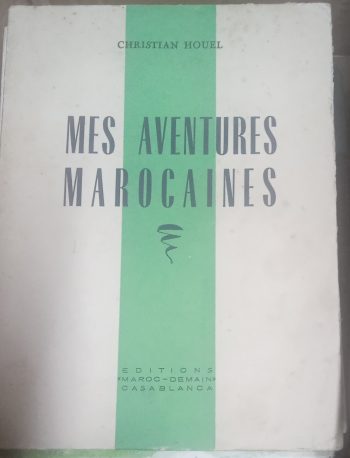 CHRISTIAN HOUEL
MES AVENTURES
MAROCAINES
EDITIONS
"MAROC-DEMAIN"
CASABLANCA